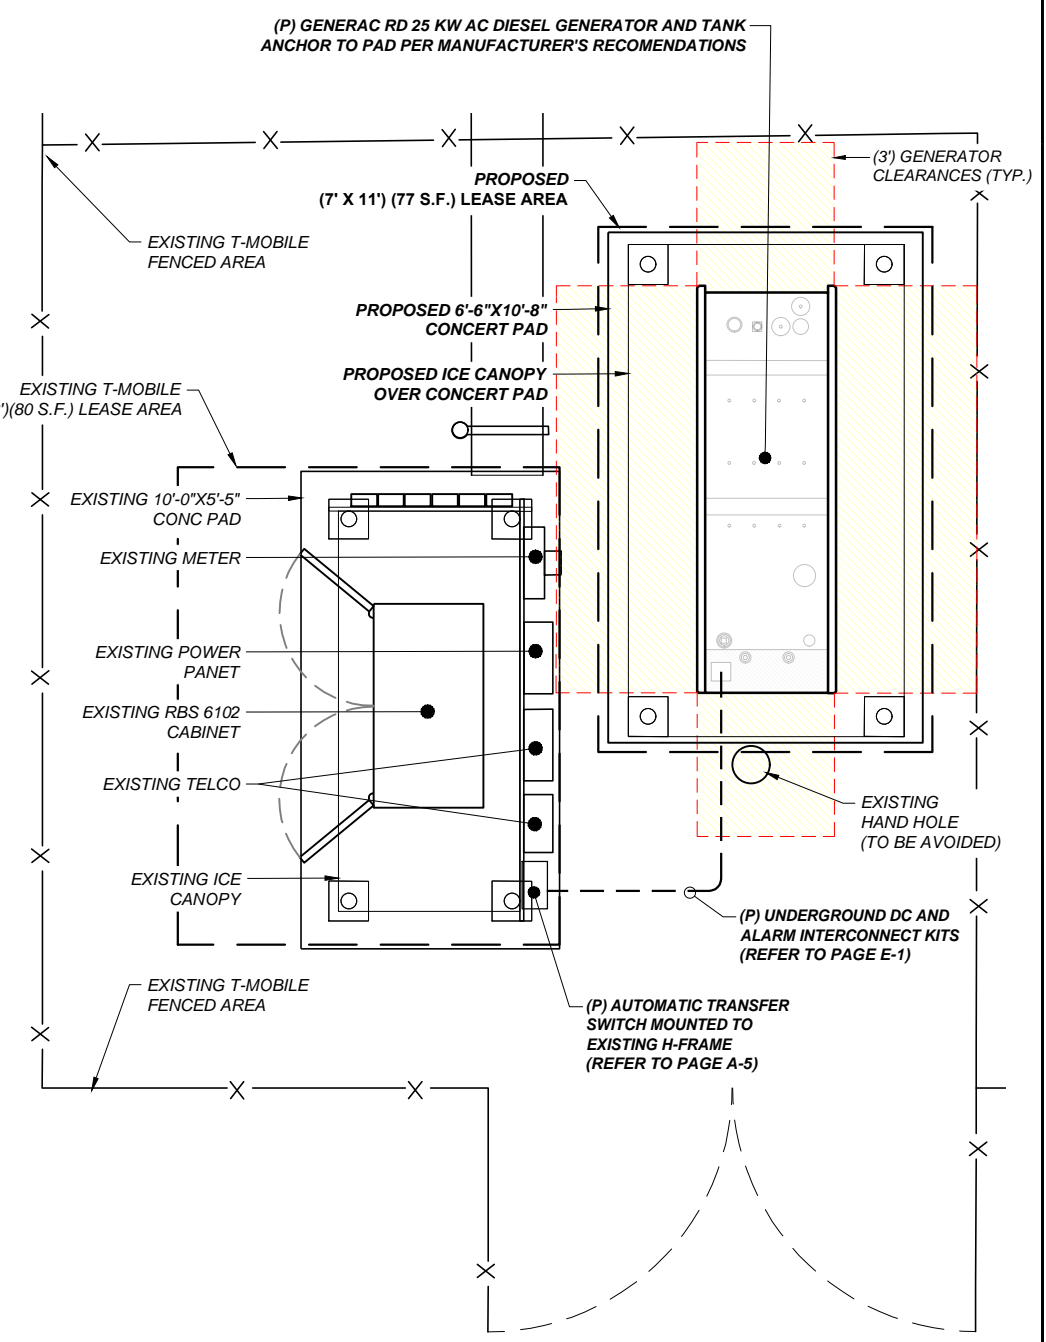 (P) GENERAC RD 25 KW AC DIESEL GENERATOR AND TANK
ANCHOR TO PAD PER MANUFACTURER'S RECOMENDATIONS
(3') GENERATOR
CLEARANCES (TYP.)
PROPOSED
(7' X 11') (77 S.F.) LEASE AREA
EXISTING T-MOBILE
FENCED AREA
PROPOSED 6'-6"X10'-8"
CONCERT PAD
PROPOSED ICE CANOPY
OVER CONCERT PAD
EXISTING T-MOBILE
')(80 S.F.) LEASE AREA
EXISTING 10'-0"X5'-5"
CONC PAD
EXISTING METER
EXISTING POWER
PANET
EXISTING RBS 6102
CABINET
EXISTING TELCO
EXISTING ICE
CANOPY
EXISTING
HAND HOLE
(TO BE AVOIDED)
(P) UNDERGROUND DC AND
ALARM INTERCONNECT KITS
(REFER TO PAGE E-1)
EXISTING T-MOBILE
FENCED AREA
(P) AUTOMATIC TRANSFER
SWITCH MOUNTED TO
EXISTING H-FRAME
(REFER TO PAGE A-5)